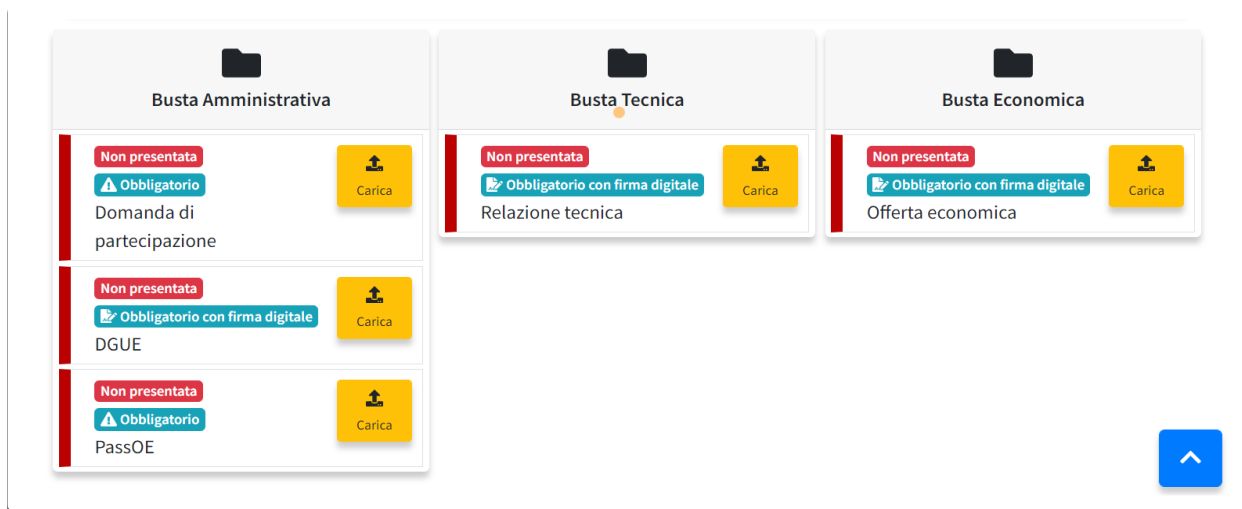 Busta Amministrativa
Non presentata
Obbligatorio
Domanda di
partecipazione
Carica
Non presentata
Obbligatorio con firma digitale
DGUE
Carica
Non presentata
Obbligatorio
PassOE
Carica
Busta Tecnica
Non presentata
Obbligatorio con firma digitale
Relazione tecnica
Carica
Busta Economica
Non presentata
Obbligatorio con firma digitale
Offerta economica
Carica